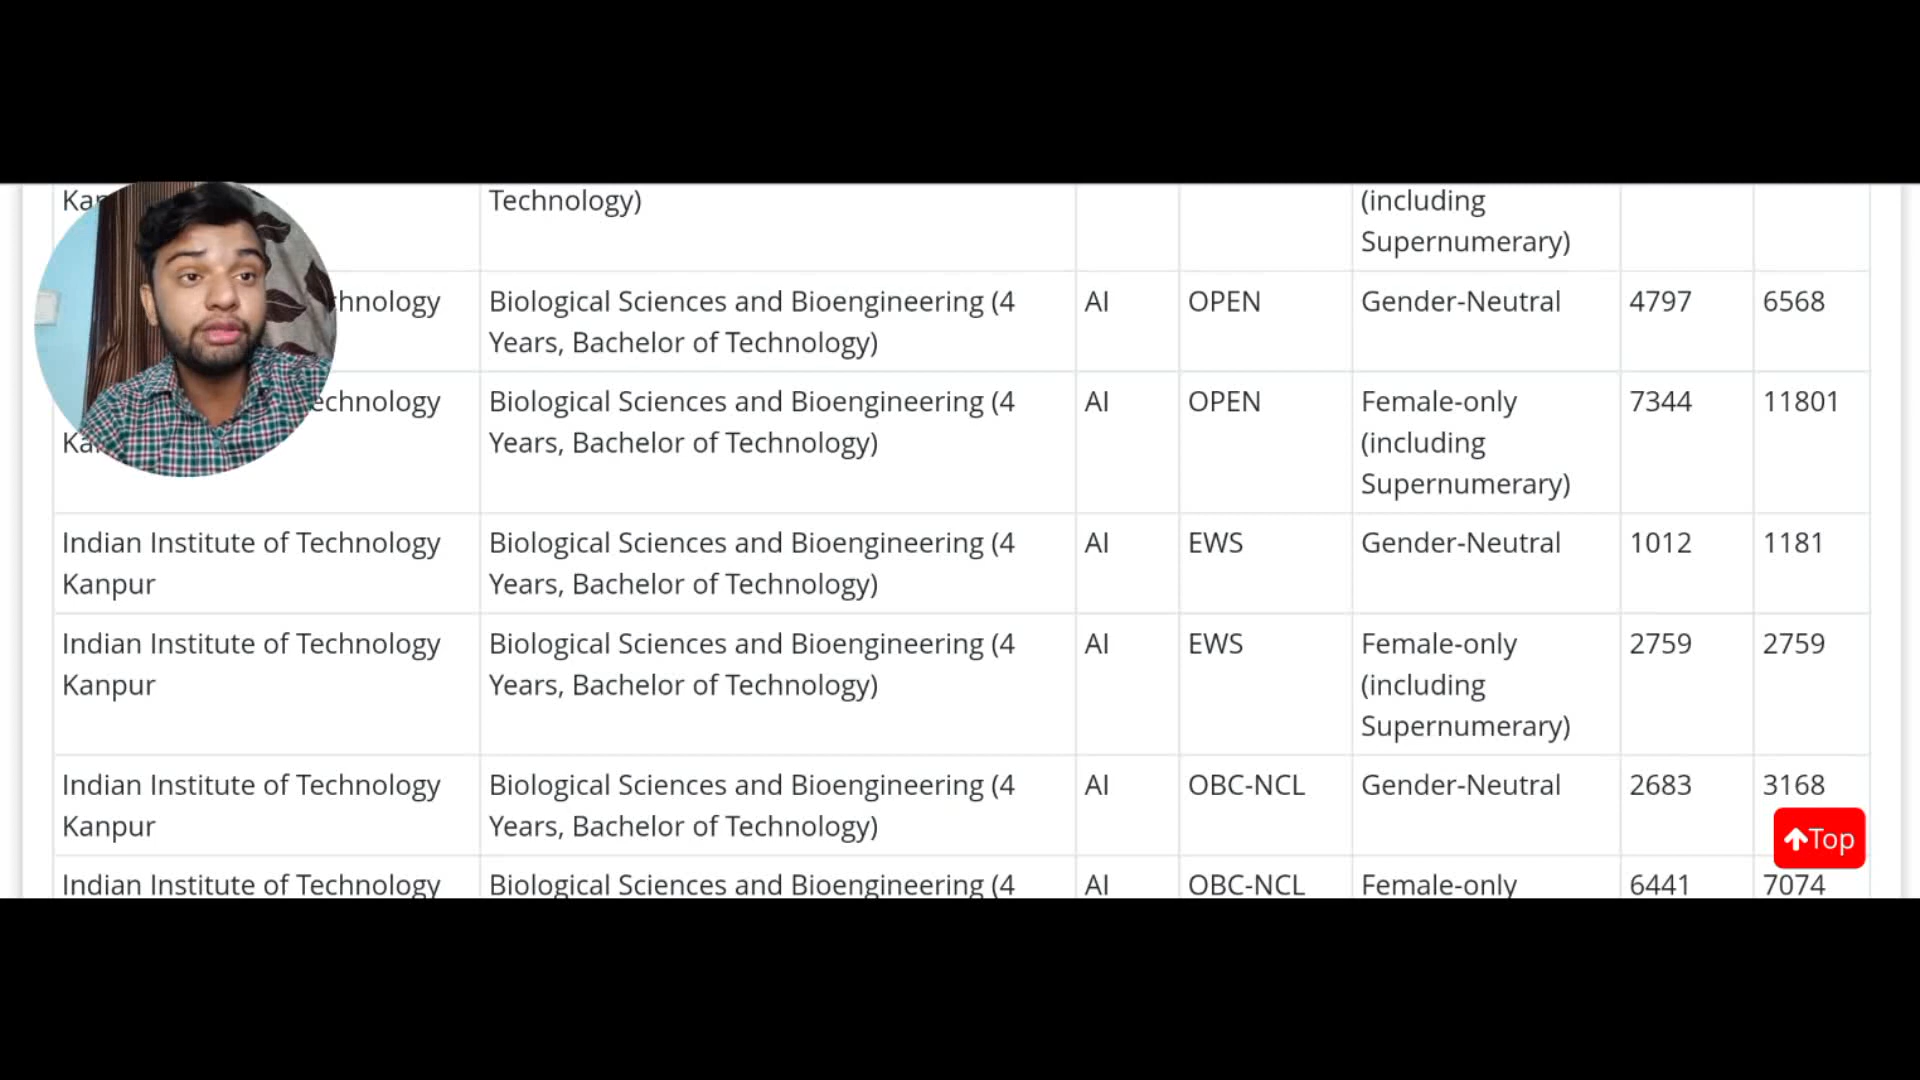 Technology) (including
Supernumerary)
hnology Biological Sciences and Bioengineering (4 AI OPEN Gender-Neutral 4797 6568
Years, Bachelor of Technology)
echnology Biological Sciences and Bioengineering (4 AI OPEN Female-only 7344 11801
Years, Bachelor of Technology) (including
Supernumerary)
Indian Institute of Technology Biological Sciences and Bioengineering (4 AI EWS Gender-Neutral 1012 1181
Kanpur Years, Bachelor of Technology)
Indian Institute of Technology Biological Sciences and Bioengineering (4 AI EWS Female-only 2759 2759
Kanpur Years, Bachelor of Technology) (including
Supernumerary)
Indian Institute of Technology Biological Sciences and Bioengineering (4 AI OBC-NCL Gender-Neutral 2683 3168
Kanpur Years, Bachelor of Technology)
Top
Indian Institute of Technology Biological Sciences and Bioengineering (4 AI OBC-NCL Female-only 6441 7074